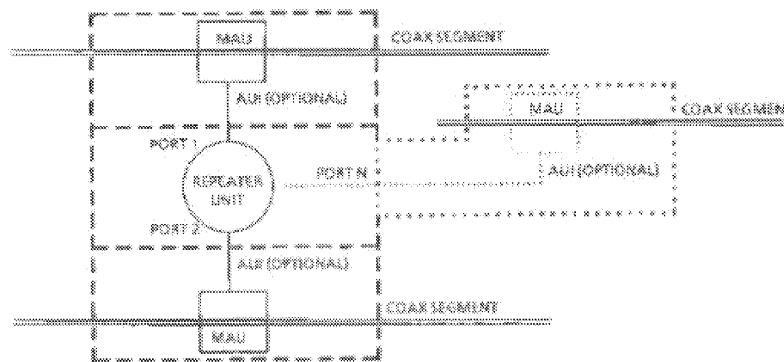 MAU
COAX SEGMENT
AUI (OPTIONAL)
MAU
COAX SEGMENT
PORT 1
REPEATER
UNIT
PORT N
AUI (OPTIONAL)
PORT 2
AUI (OPTIONAL)
COAX SEGMENT
MAU